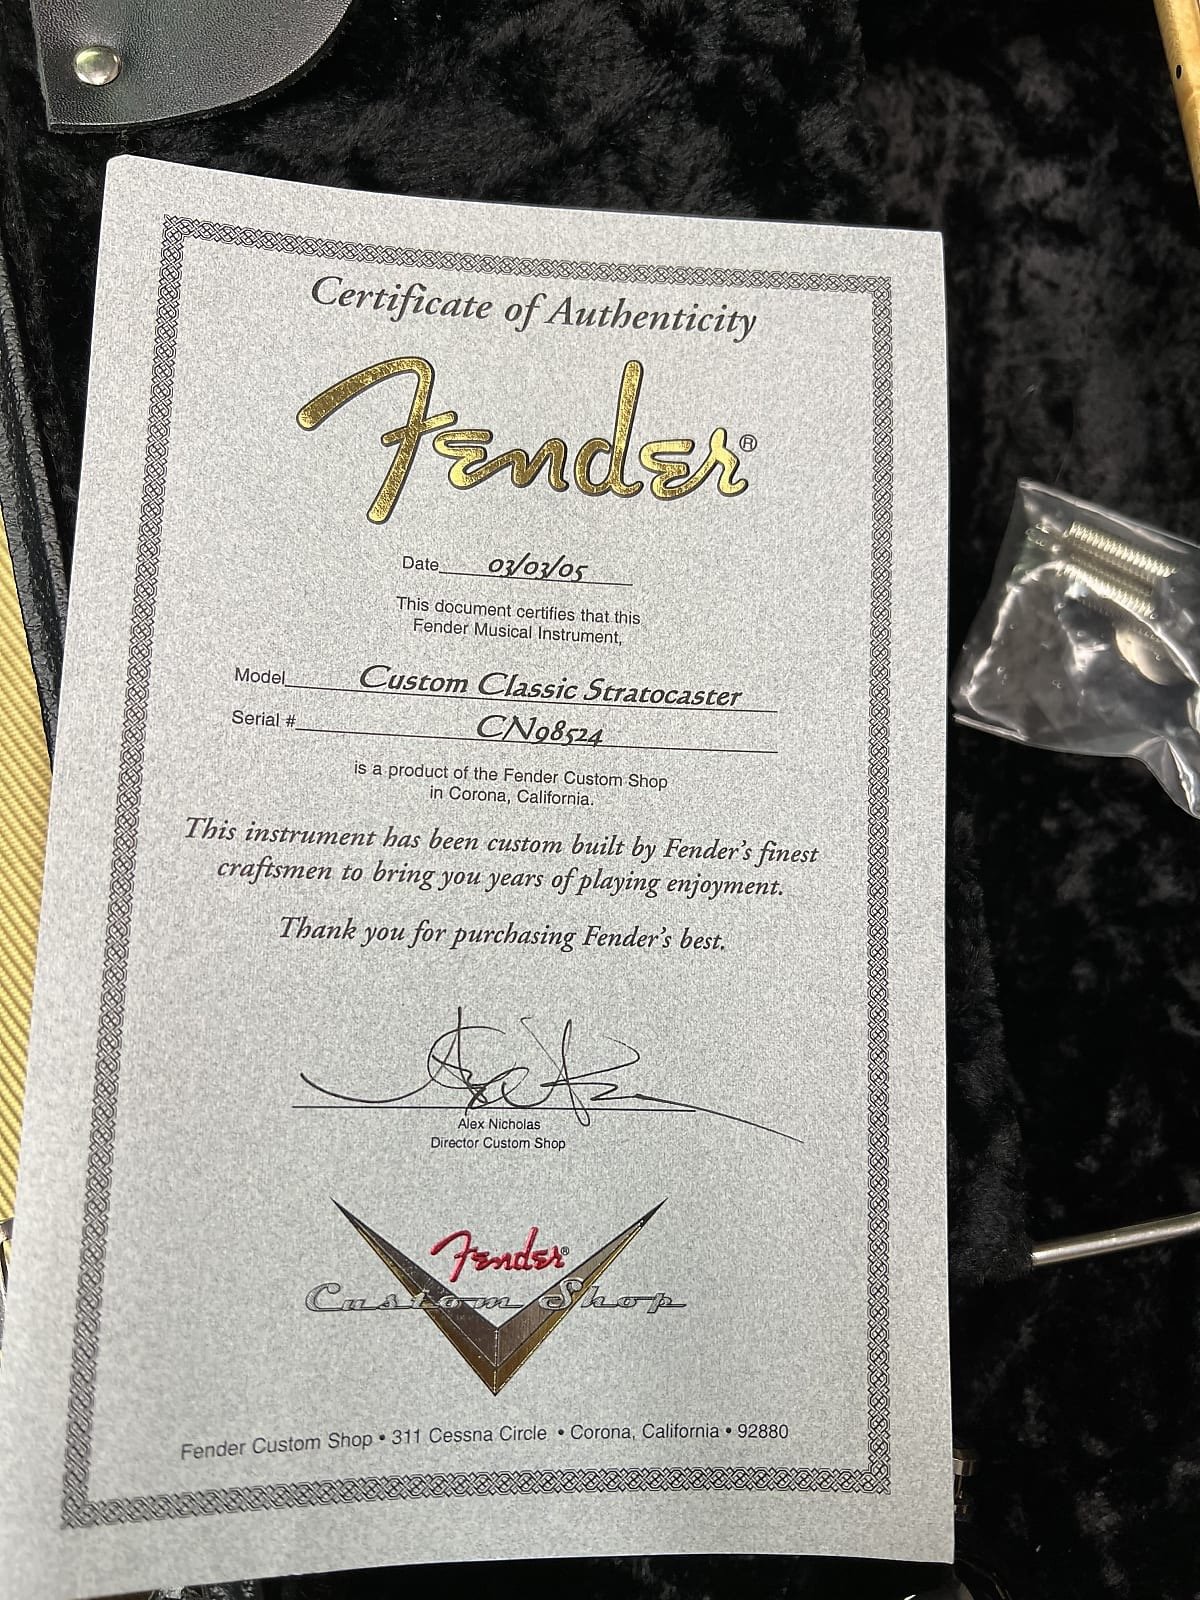 Certificate of Authenticity
Fender®
Date 03/03/05
This document certifies that this
Fender Musical Instrument,
Model Custom Classic Stratocaster
Serial # CN98524
is a product of the Fender Custom Shop
in Corona, California.
This instrument has been custom built by Fender's finest
craftsmen to bring you years of playing enjoyment.
Thank you for purchasing Fender's best.
Alex Nicholas
Director Custom Shop
Fender®
Custom Shop
Fender Custom Shop • 311 Cessna Circle • Corona, California • 92880